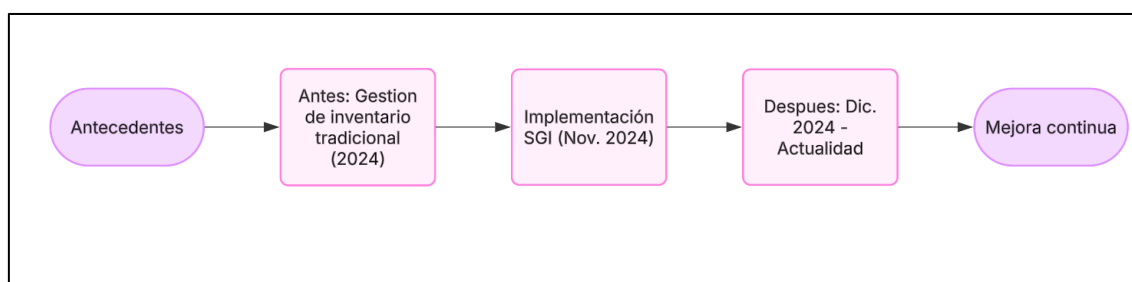 Antecedentes
Antes: Gestion
de inventario
tradicional
(2024)
Implementación
SGI (Nov. 2024)
Despues: Dic.
2024 -
Actualidad
Mejora continua